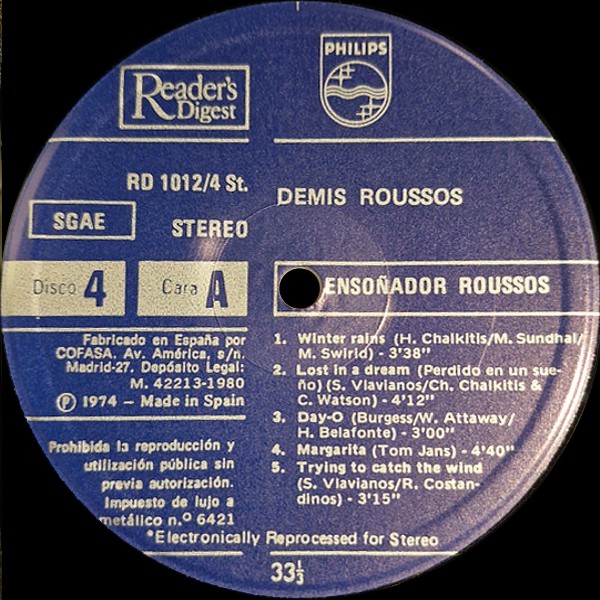 Reader's
Digest
PHILIPS
RD 1012/4 St.
SGAE
STEREO
Disco 4
Cara A
Fabricado en España por
COFASA. Av. América, s/n.
Madrid-27. Depósito Legal:
M. 42213-1980
Ⓟ 1974 - Made in Spain
Prohibida la reproducción y
utilización pública sin
previa autorización.
Impuesto de lujo a
metálico n.º 6421
DEMIS ROUSSOS
ENSOÑADOR ROUSSOS
1. Winter rains (H. Chalkitis/M. Sundhal/
M. Swirid) - 3'38"
2. Lost in a dream (Perdido en un sue-
ño) (S. Vlavianos/Ch. Chalkitis &
C. Watson) - 4'12"
3. Day-O (Burgess/W. Attaway/
H. Belafonte) - 3'00"
4. Margarita (Tom Jans) - 4'40"
5. Trying to catch the wind
(S. Vlavianos/R. Costan-
dinos) - 3'15"
*Electronically Reprocessed for Stereo
33⅓